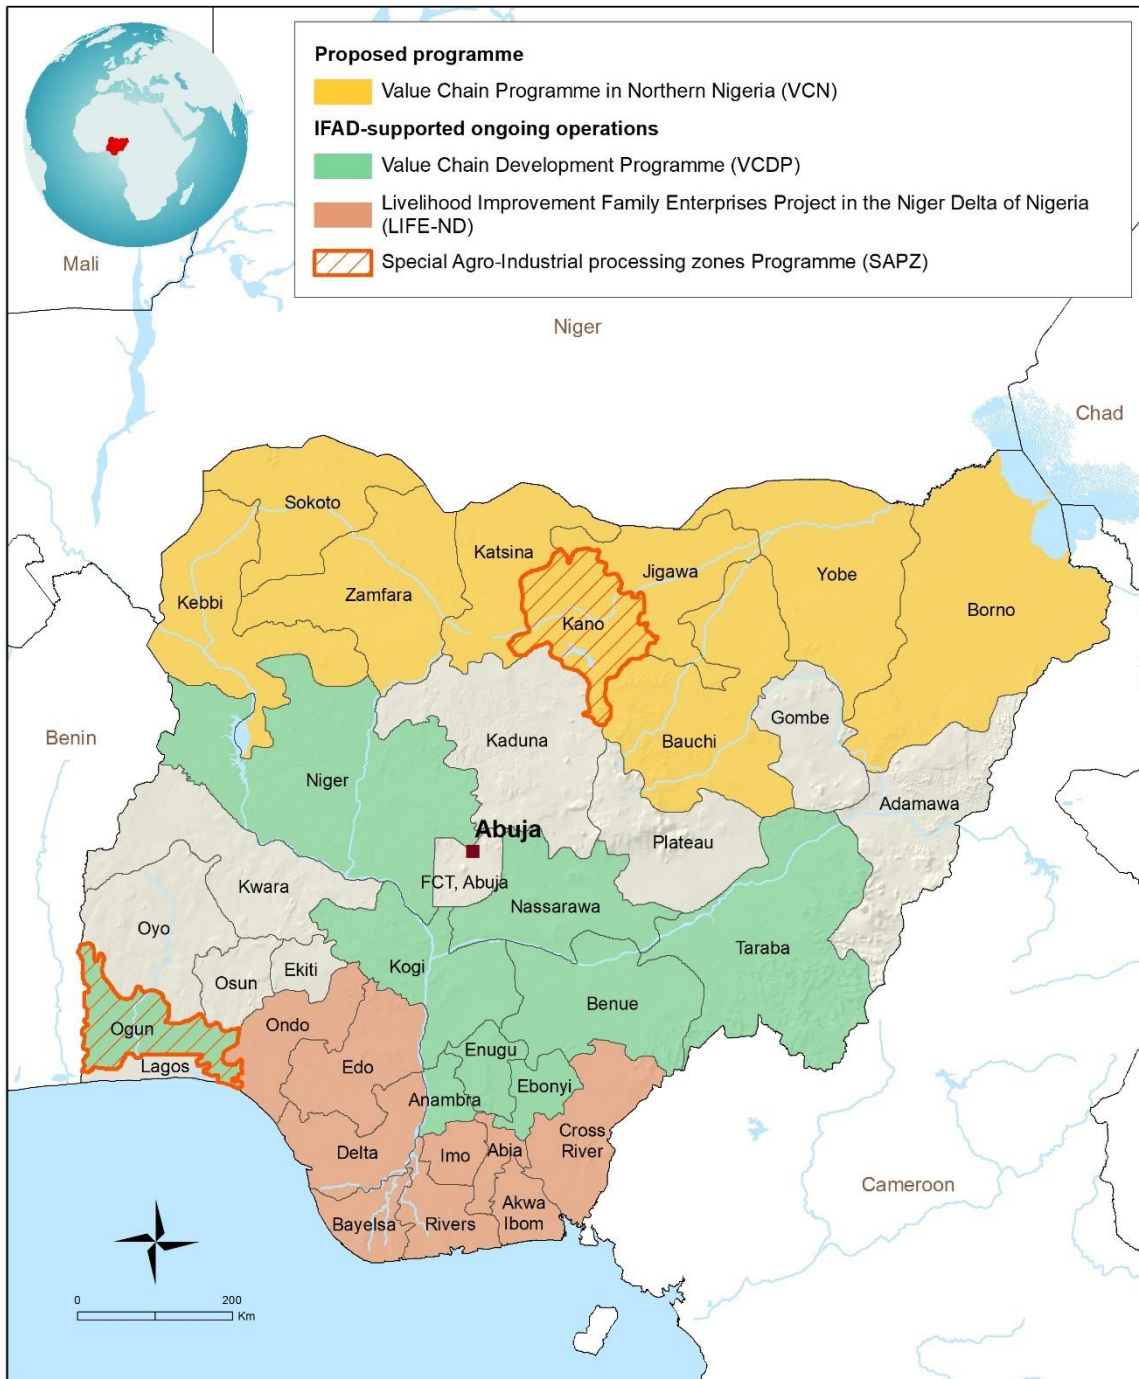 Proposed programme
Value Chain Programme in Northern Nigeria (VCN)
IFAD-supported ongoing operations
Value Chain Development Programme (VCDP)
Livelihood Improvement Family Enterprises Project in the Niger Delta of Nigeria
(LIFE-ND)
Special Agro-Industrial processing zones Programme (SAPZ)
Mali
Niger
Chad
Sokoto
Katsina
Jigawa
Yobe
Kebbi
Zamfara
Kano
Borno
Gombe
Benin
Kaduna
Bauchi
Niger
Adamawa
Abuja
Plateau
FCT, Abuja
Kwara
Nassarawa
Oyo
Taraba
Kogi
Osun
Ekiti
Benue
Ogun
Ondo
Enugu
Lagos
Edo
Ebonyi
Anambra
Cross
River
Delta
Imo
Abia
Cameroon
Akwa
Ibom
Bayelsa
Rivers
0 200
Km